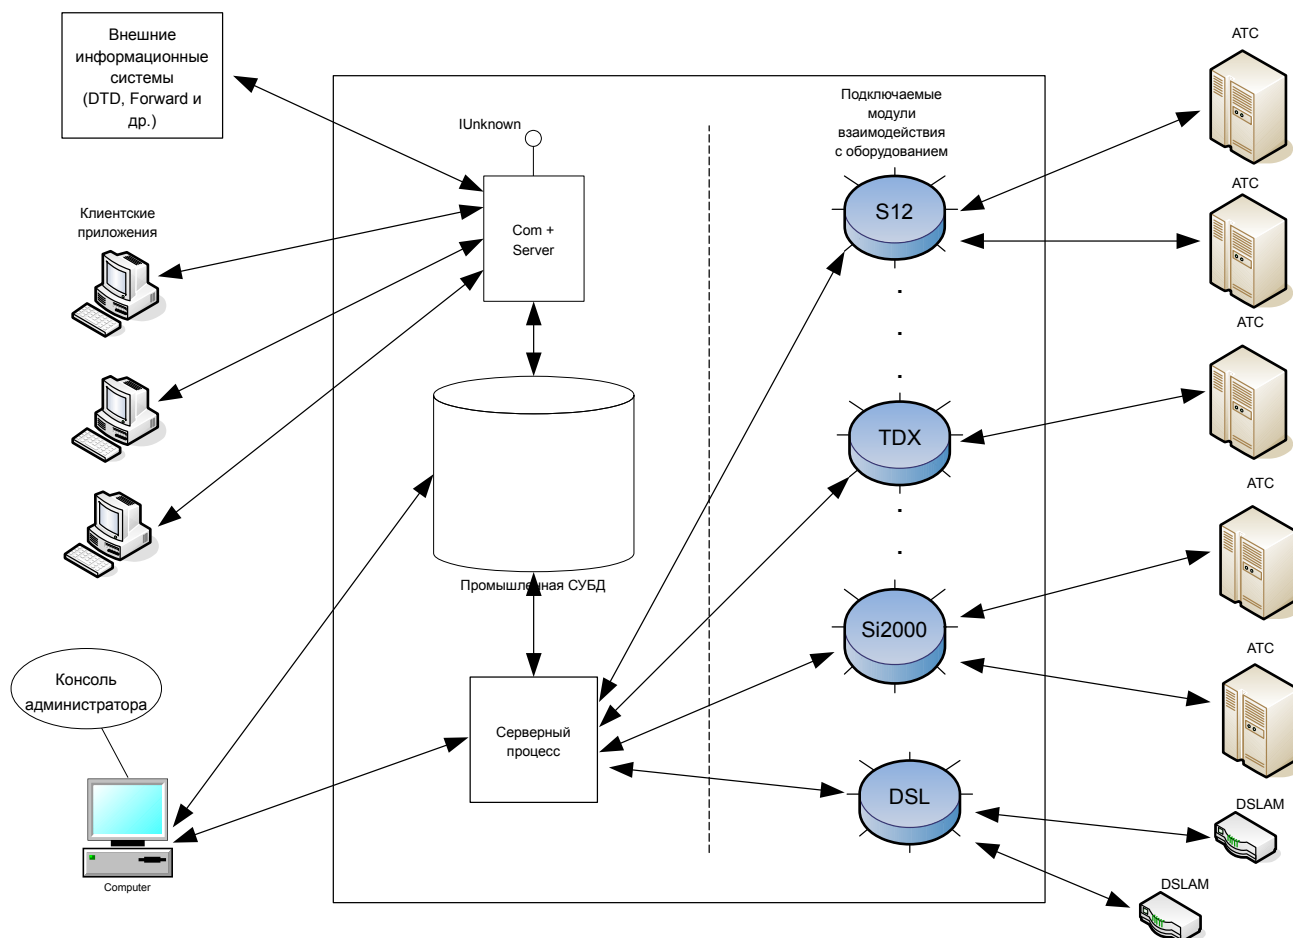 Внешние
информационные
системы
(DTD, Forward и
др.)
IUnknown
Подключаемые
модули
взаимодействия
с оборудованием
АТС
S12
АТС
Клиентские
приложения
Com +
Server
.
.
АТС
TDX
.
.
АТС
Промышленная СУБД
Si2000
АТС
Консоль
администратора
Серверный
процесс
DSL
DSLAM
Computer
DSLAM